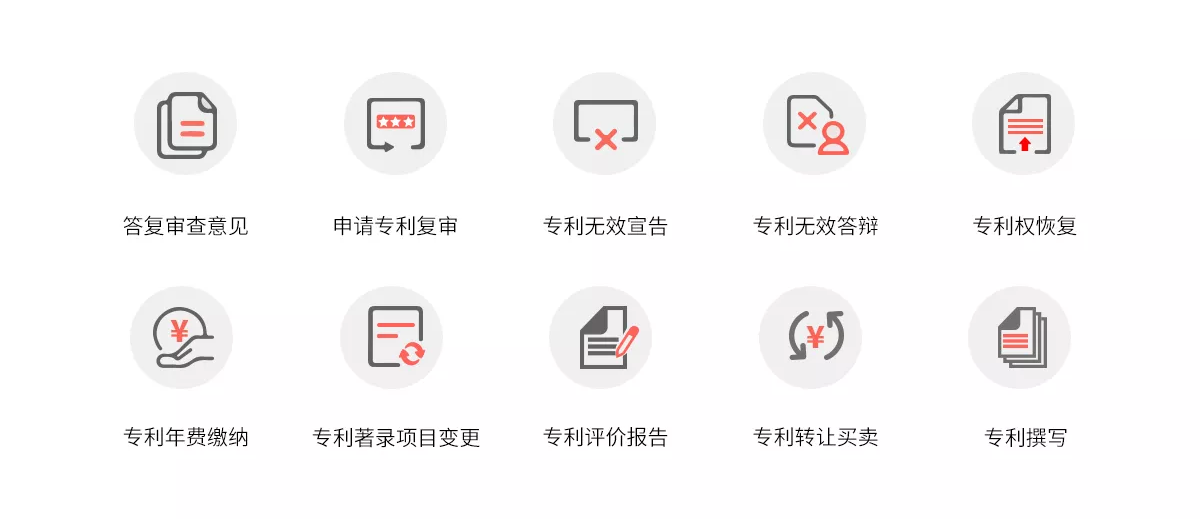 答复审查意见
申请专利复审
专利无效宣告
专利无效答辩
专利权恢复
¥
¥
专利年费缴纳
专利著录项目变更
专利评价报告
专利转让买卖
专利撰写